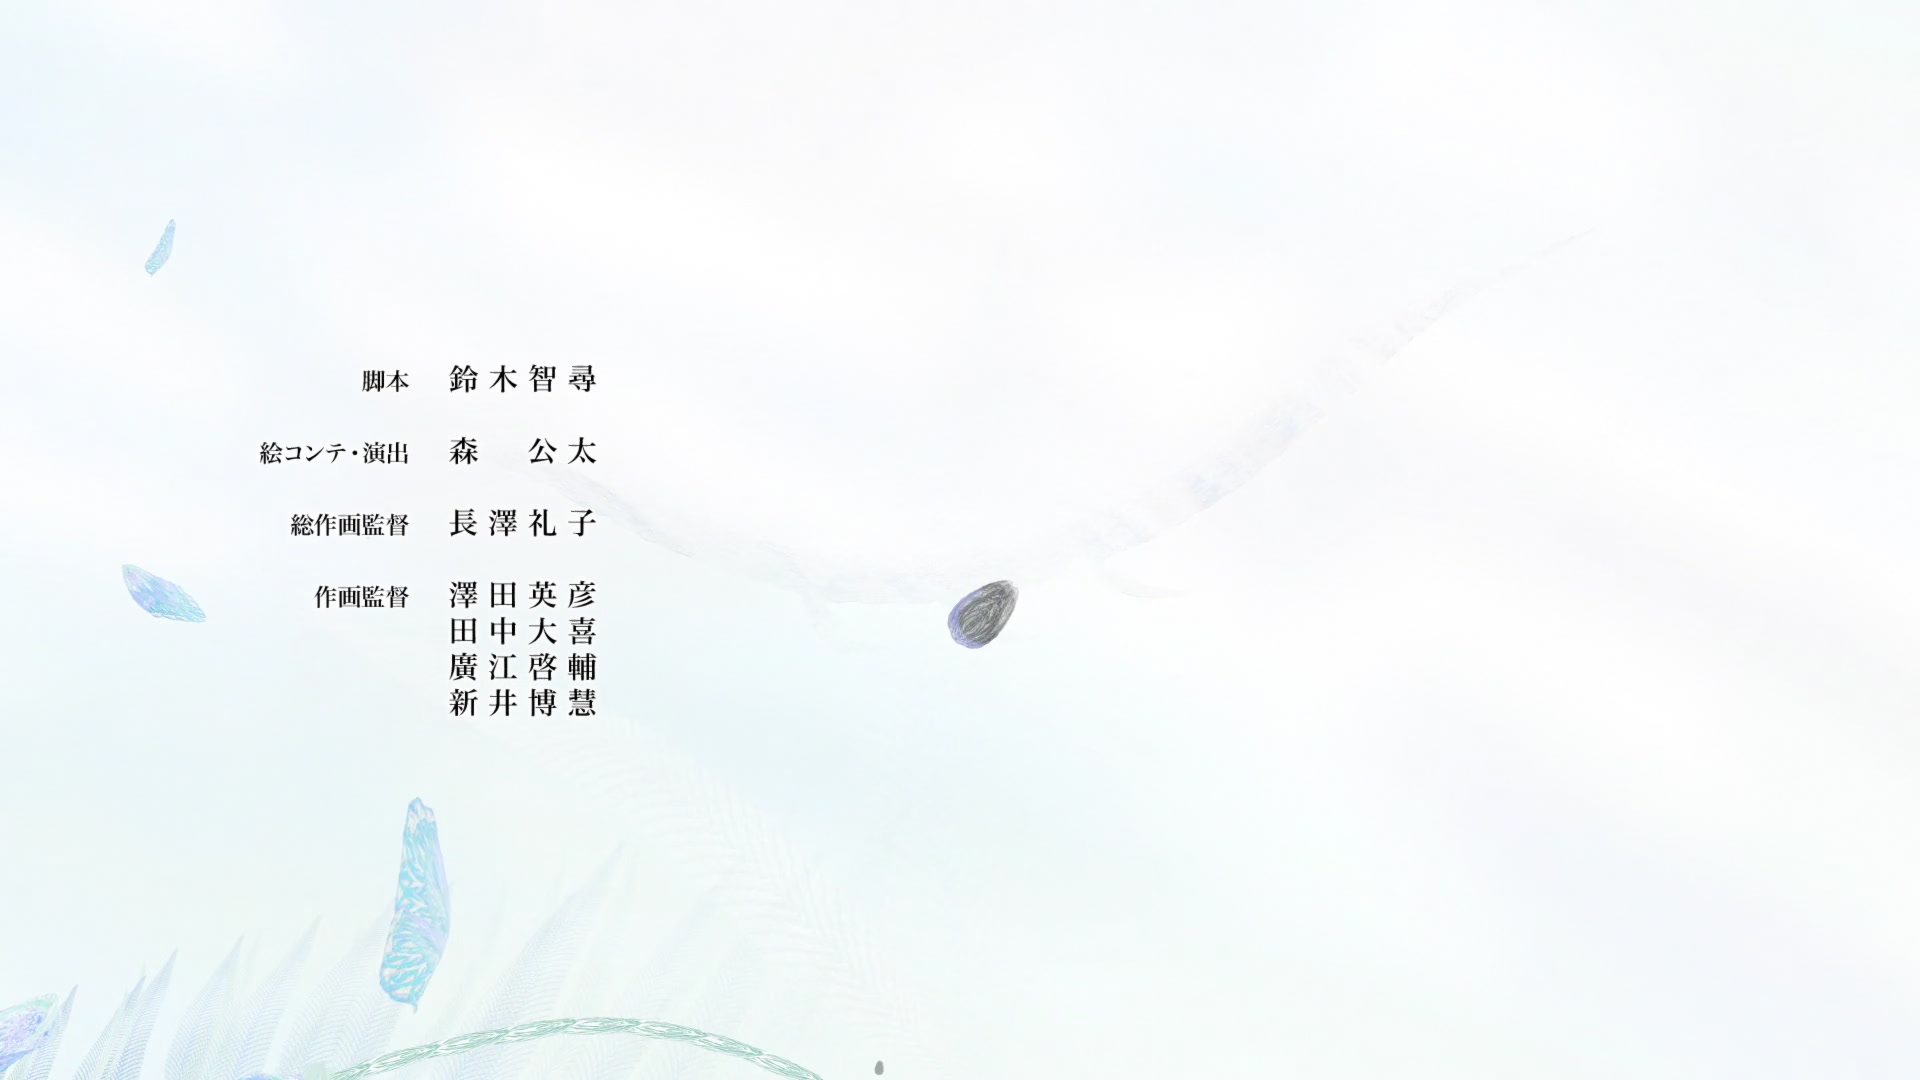 脚本 鈴木智尋
絵コンテ・演出 森 公太
総作画監督 長澤礼子
作画監督 澤田英彦
田中大喜
廣江啓輔
新井博慧